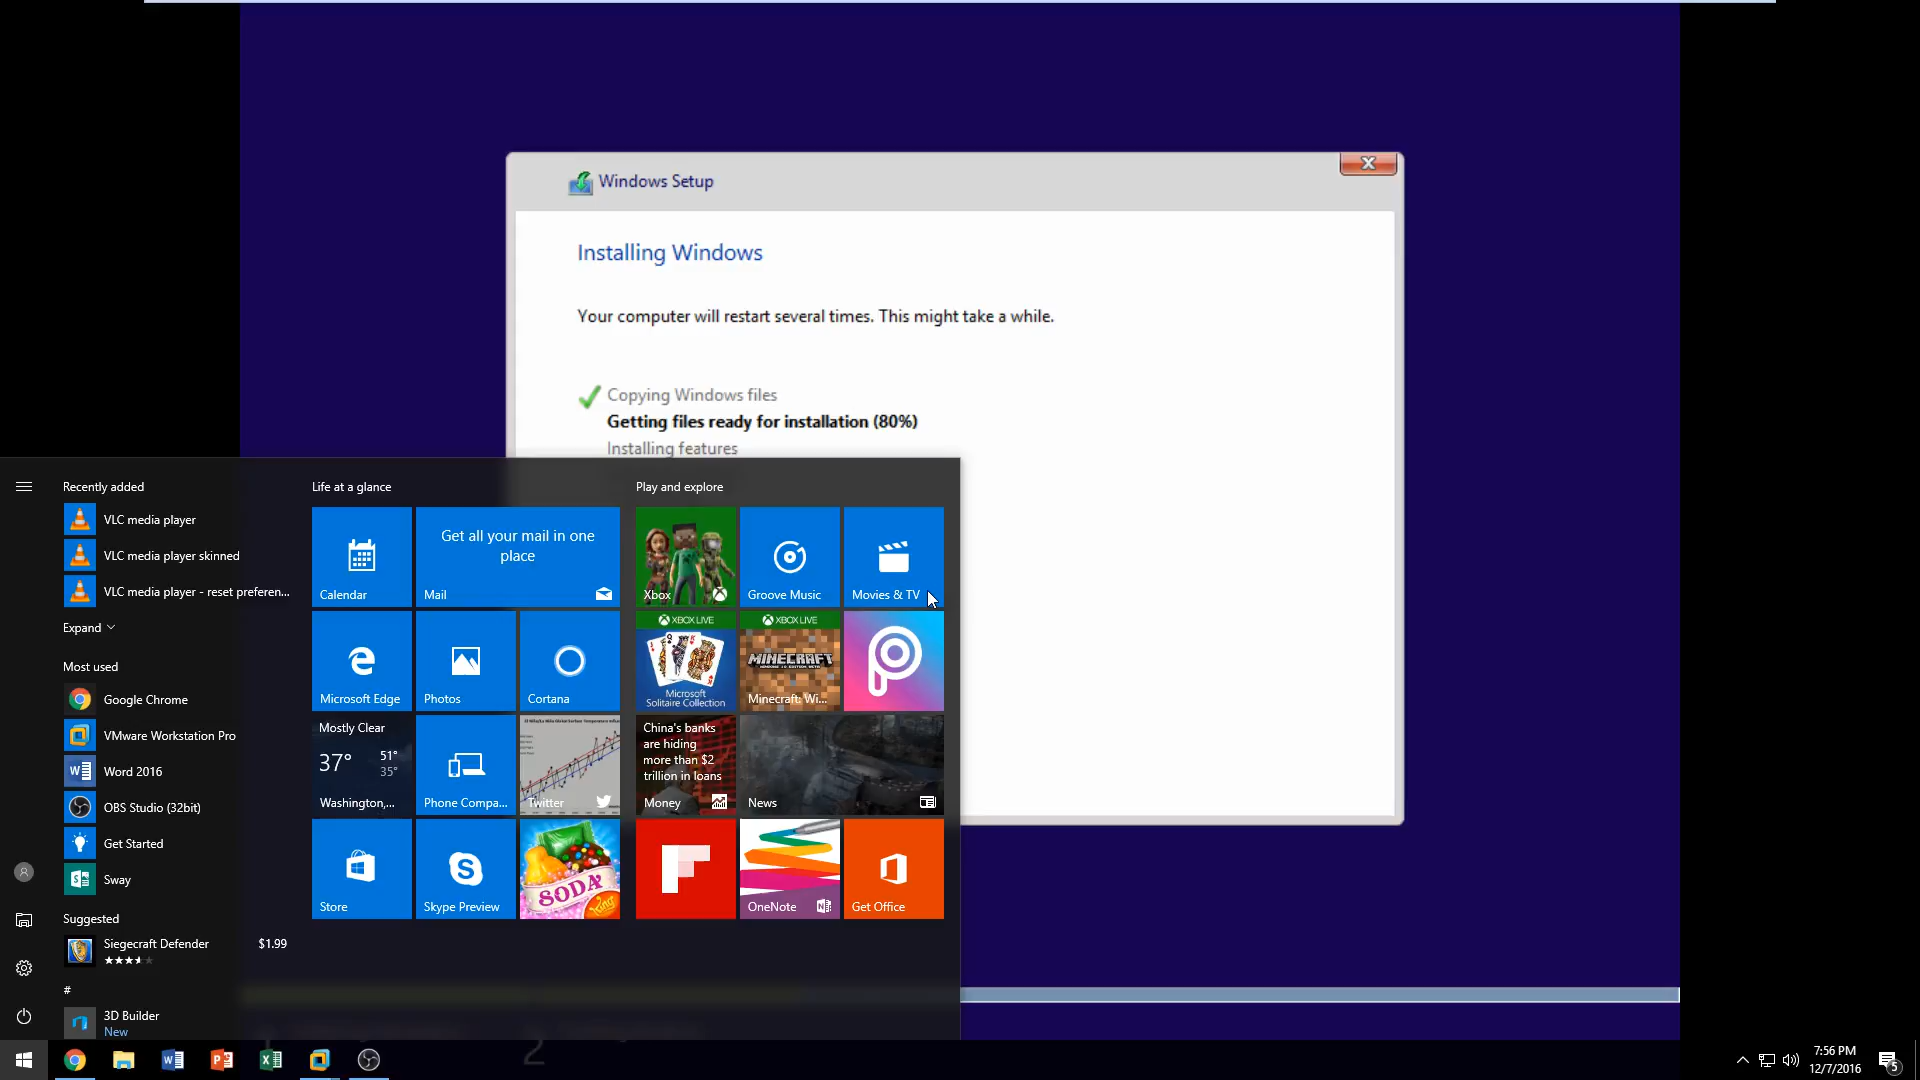 Windows Setup
Installing Windows
Your computer will restart several times. This might take a while.
Copying Windows files
Getting files ready for installation (80%)
Installing features
Recently added
VLC media player
VLC media player skinned
VLC media player - reset preferen...
Expand
Most used
Google Chrome
VMware Workstation Pro
Word 2016
OBS Studio (32bit)
Get Started
Sway
Suggested
Siegecraft Defender
$1.99
#
3D Builder
New
Life at a glance
Calendar
Get all your mail in one
place
Mail
Microsoft Edge
Photos
Cortana
Mostly Clear
37°
51°
35°
Washington,...
Phone Compa...
Twitter
Store
Skype Preview
SODA
King
Play and explore
Xbox
Groove Music
Movies & TV
XBOX LIVE
Microsoft
Solitaire Collection
XBOX LIVE
MINECRAFT
Minecraft: Wi...
China's banks
are hiding
more than $2
trillion in loans
Money
News
OneNote
Get Office
2
7:56 PM
12/7/2016
5